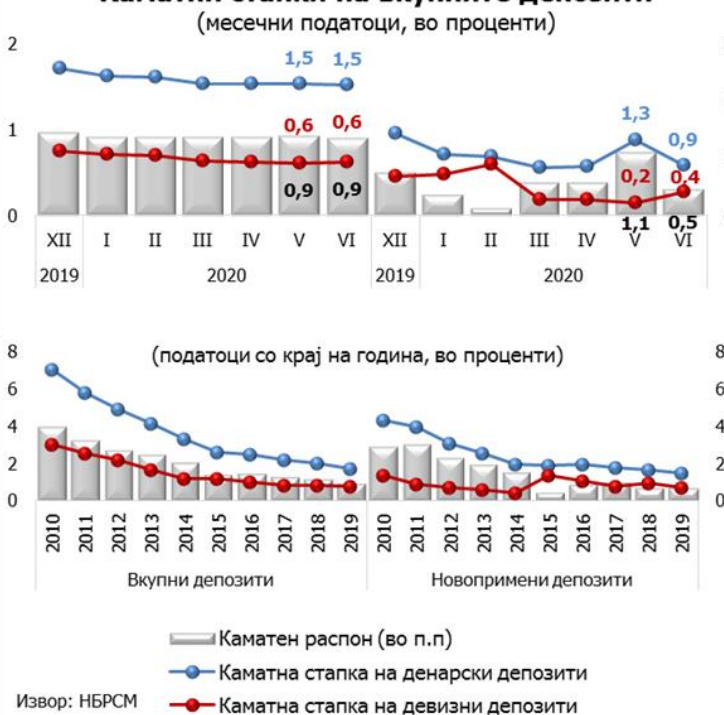 Каматни стапки на вкупните депозити
(месечни податоци, во проценти)
2
1,5 1,5
1,3
0,9
1
0,6 0,6
0,2 0,4
0,9 0,9
1,1 0,5
0
XII I II III IV V VI XII I II III IV V VI
2019 2020 2019 2020
8 8
(податоци со крај на година, во проценти)
6 6
4 4
2 2
0 0
2010 2011 2012 2013 2014 2015 2016 2017 2018 2019 2010 2011 2012 2013 2014 2015 2016 2017 2018 2019
Вкупни депозити Новопримени депозити
Каматен распон (во п.п)
Каматна стапка на денарски депозити
Извор: НБРСМ Каматна стапка на девизни депозити